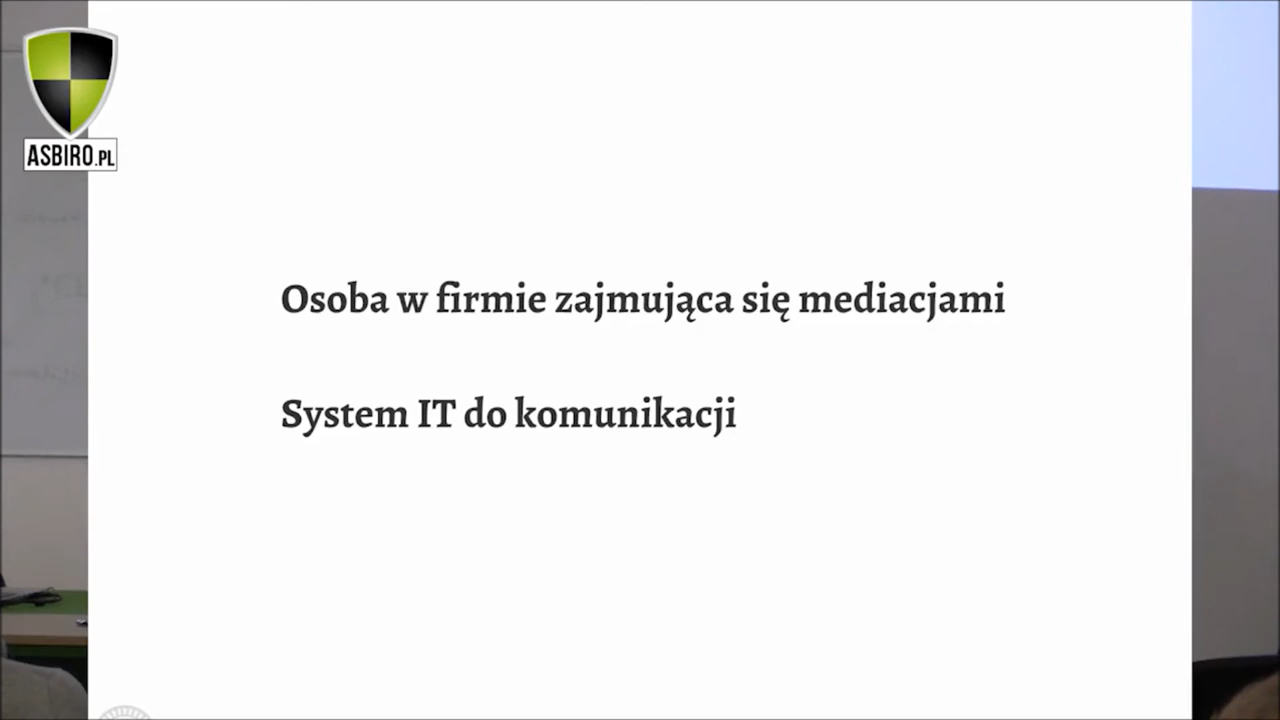 ASBIRO.PL
Osoba w firmie zajmująca się mediacjami
System IT do komunikacji